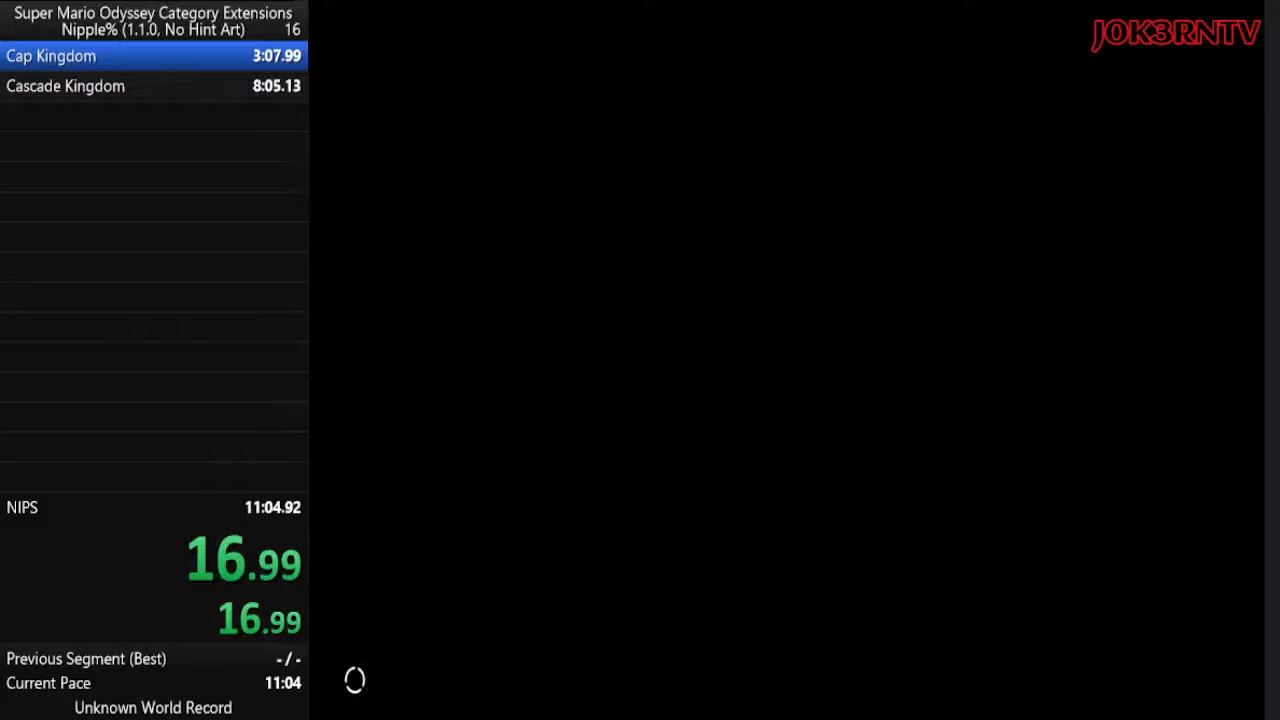 Super Mario Odyssey Category Extensions
Nipple% (1.1.0, No Hint Art) 16
J0K3RNTV
Cap Kingdom 3:07.99
Cascade Kingdom 8:05.13
NIPS 11:04.92
16.99
16.99
Previous Segment (Best) - / -
Current Pace 11:04
Unknown World Record